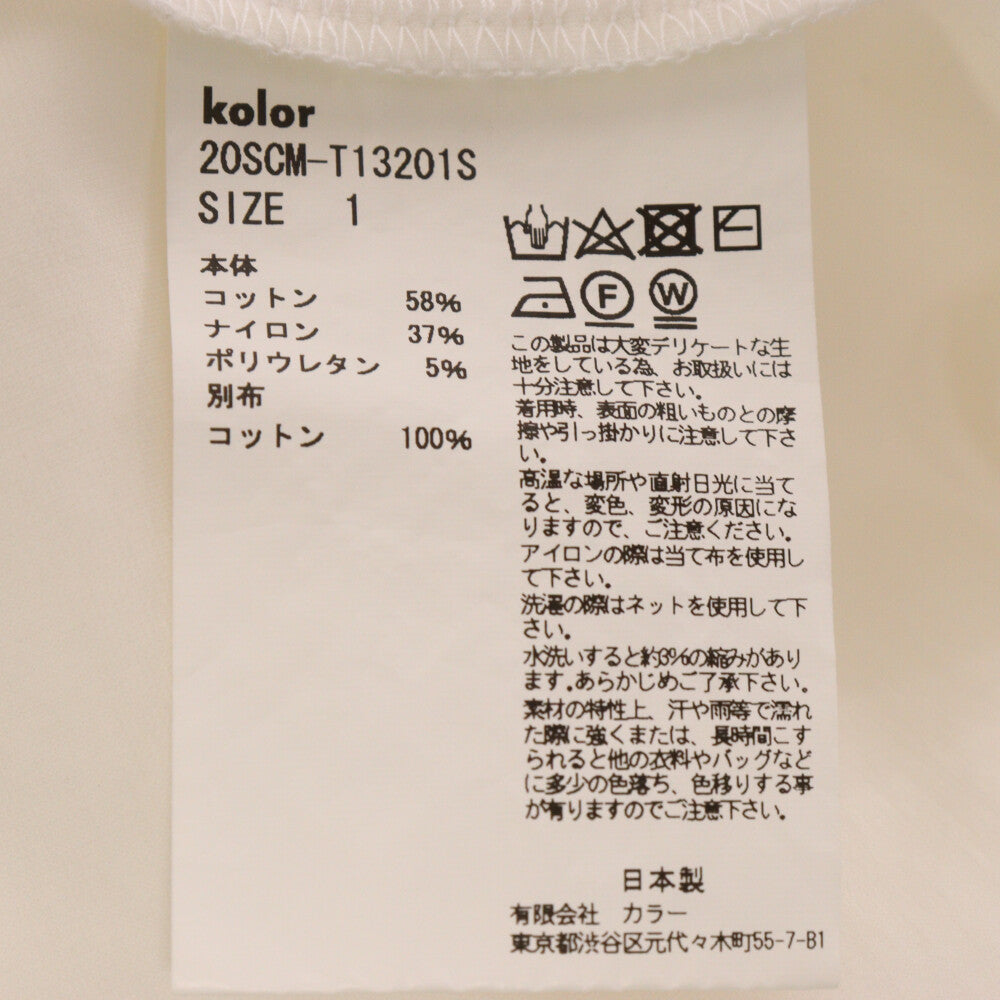 kolor
20SCM-T13201S
SIZE 1
本体
コットン 58%
ナイロン 37%
ポリウレタン 5%
別布
コットン 100%
F W
この製品は大変デリケートな生
地をしている為、お取扱いには
十分注意して下さい。
着用時、表面の粗いものとの摩
擦や引っ掛かりに注意して下さ
い。
高温な場所や直射日光に当て
ると、変色、変形の原因にな
りますので、ご注意ください。
アイロンの際は当て布を使用し
て下さい。
洗濯の際はネットを使用して下
さい。
水洗いすると約3%の縮みがあり
ます。あらかじめご了承下さい。
素材の特性上、汗や雨等で濡れ
た際に強くまたは、長時間こす
られると他の衣料やバッグなど
に多少の色落ち、色移りする事
が有りますのでご注意下さい。
日本製
有限会社 カラー
東京都渋谷区元代々木町55-7-B1